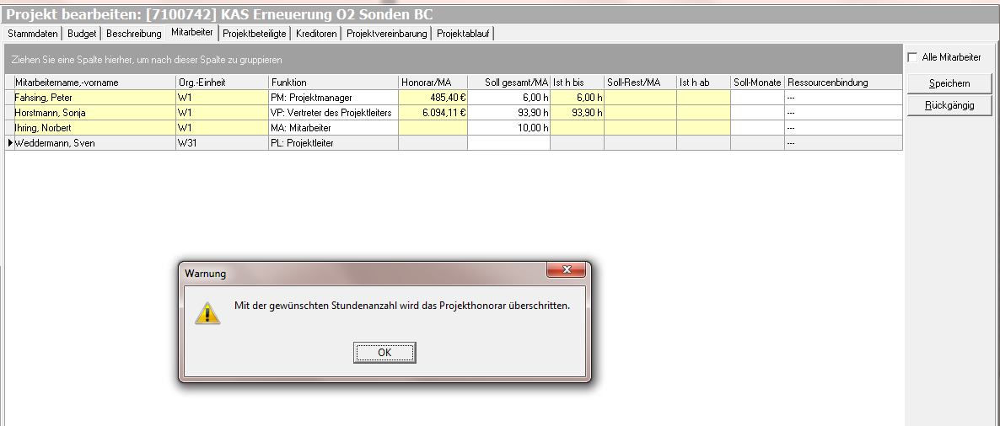 Projekt bearbeiten: [7100742] KAS Erneuerung O2 Sonden BC
Stammdaten Budget Beschreibung Mitarbeiter Projektbeteiligte Kreditoren Projektvereinbarung Projektablauf
Ziehen Sie eine Spalte hierher, um nach dieser Spalte zu gruppieren
Alle Mitarbeiter
Speichern
Rückgängig
Mitarbeitername,-vorname Org.-Einheit Funktion Honorar/MA Soll gesamt/MA Ist h bis Soll-Rest/MA Ist h ab Soll-Monate Ressourcenbindung
Fahsing, Peter W1 PM: Projektmanager 485,40 € 6,00 h 6,00 h ---
Horstmann, Sonja W1 VP: Vertreter des Projektleiters 6.094,11 € 93,90 h 93,90 h ---
Ihring, Norbert W1 MA: Mitarbeiter 10,00 h ---
Weddermann, Sven W31 PL: Projektleiter ---
Warnung
Mit der gewünschten Stundenanzahl wird das Projekthonorar überschritten.
OK